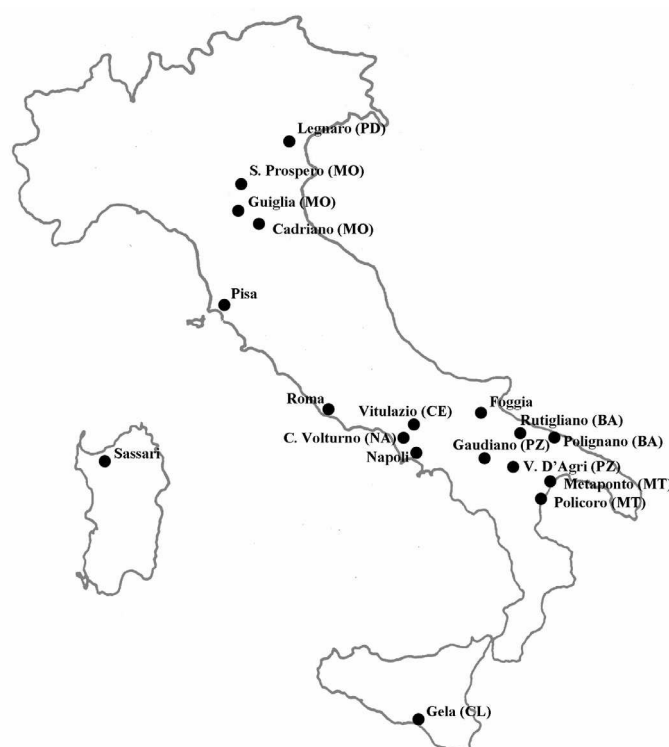 Legnaro (PD)
S. Prospero (MO)
Guiglia (MO)
Cadriano (MO)
Pisa
Roma
Vitulazio (CE)
Foggia
Rutigliano (BA)
C. Volturno (NA)
Polignano (BA)
Napoli
Gaudiano (PZ)
Sassari
V. D'Agri (PZ)
Metaponto (MT)
Policoro (MT)
Gela (CL)